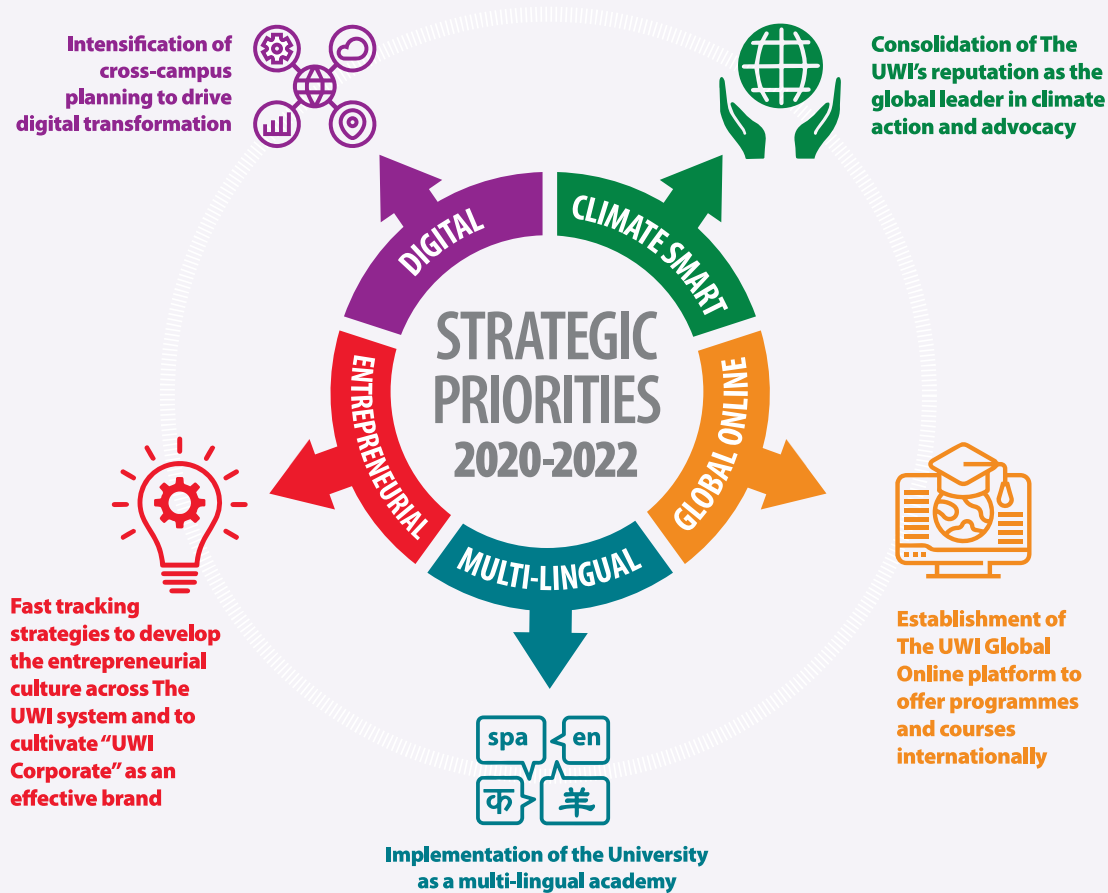 Intensification of
cross-campus
planning to drive
digital transformation
Consolidation of The
UWI's reputation as the
global leader in climate
action and advocacy
DIGITAL
CLIMATE SMART
STRATEGIC
PRIORITIES
2020-2022
ENTREPRENEURIAL
GLOBAL ONLINE
MULTI-LINGUAL
Fast tracking
strategies to develop
the entrepreneurial
culture across The
UWI system and to
cultivate “UWI
Corporate” as an
effective brand
Establishment of
The UWI Global
Online platform to
offer programmes
and courses
internationally
spa
en
क
羊
Implementation of the University
as a multi-lingual academy